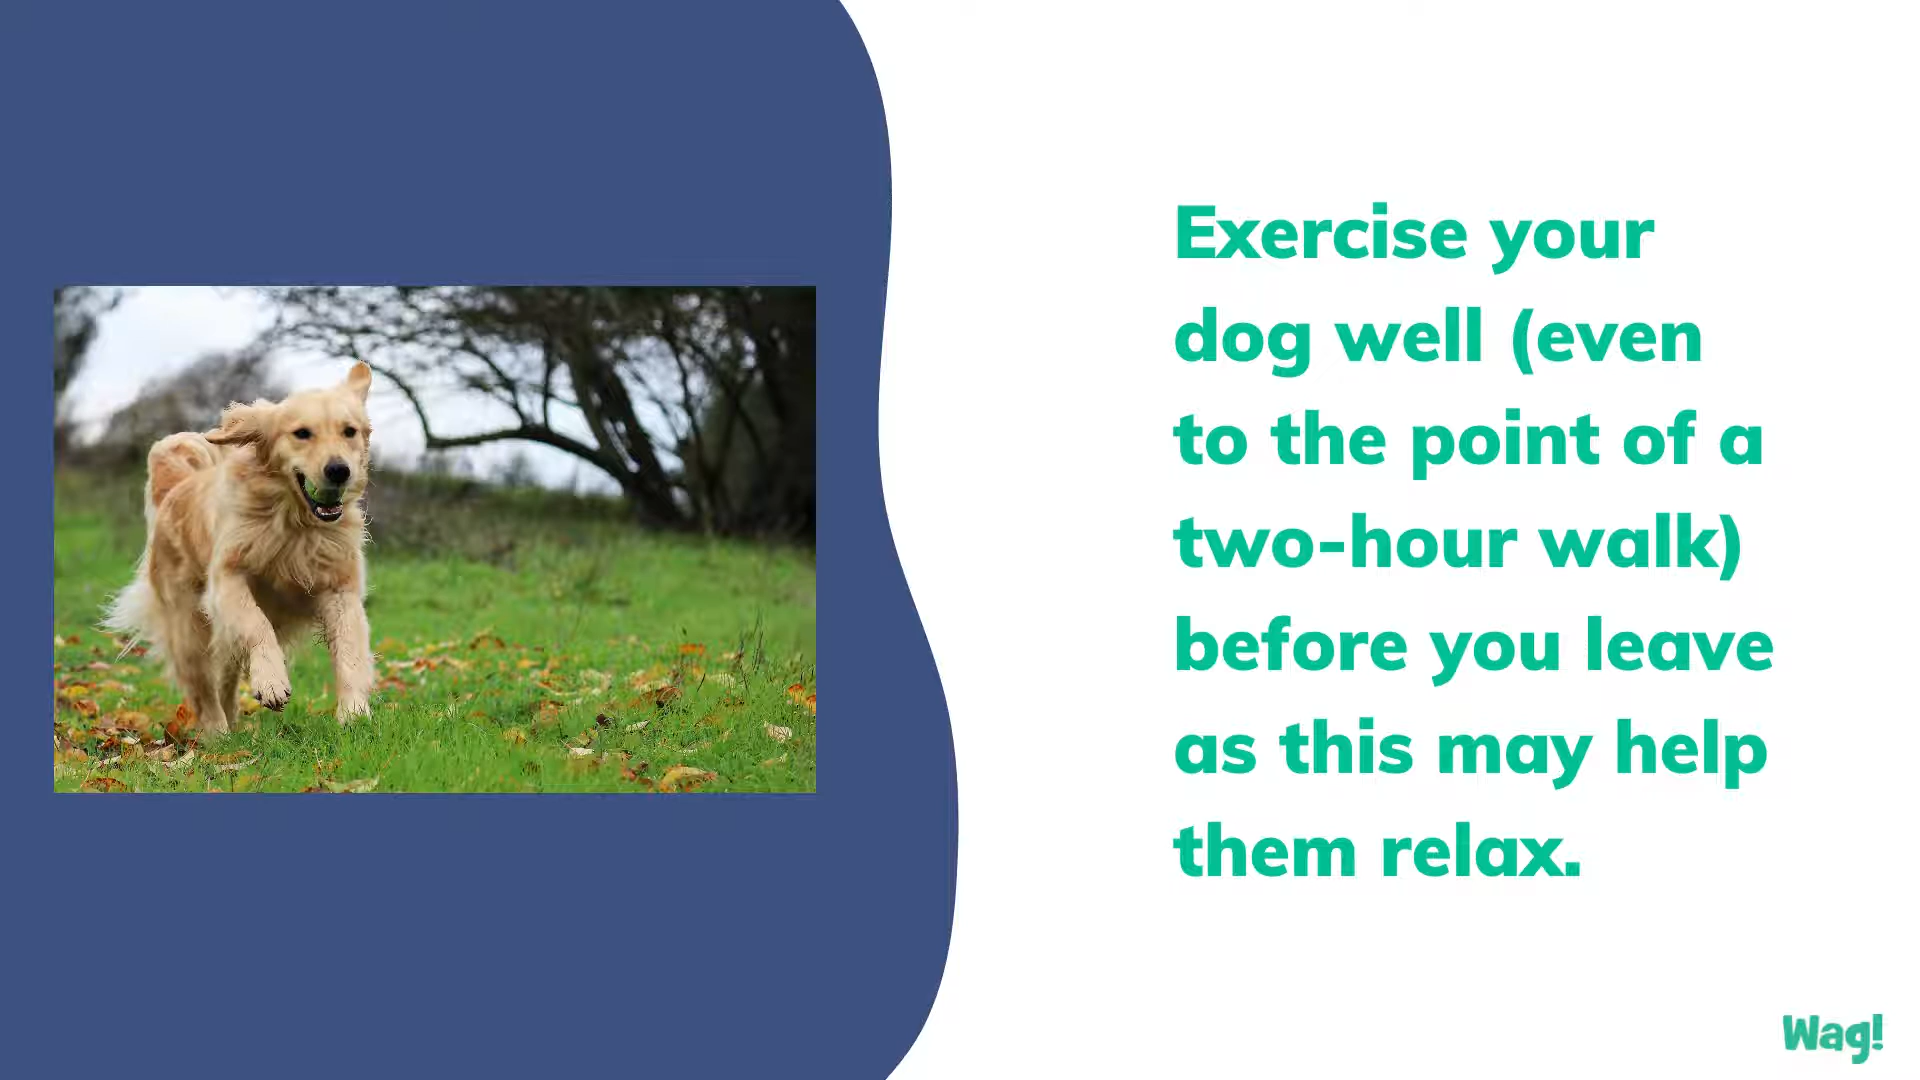 Exercise your
dog well (even
to the point of a
two-hour walk)
before you leave
as this may help
them relax.
Wag!